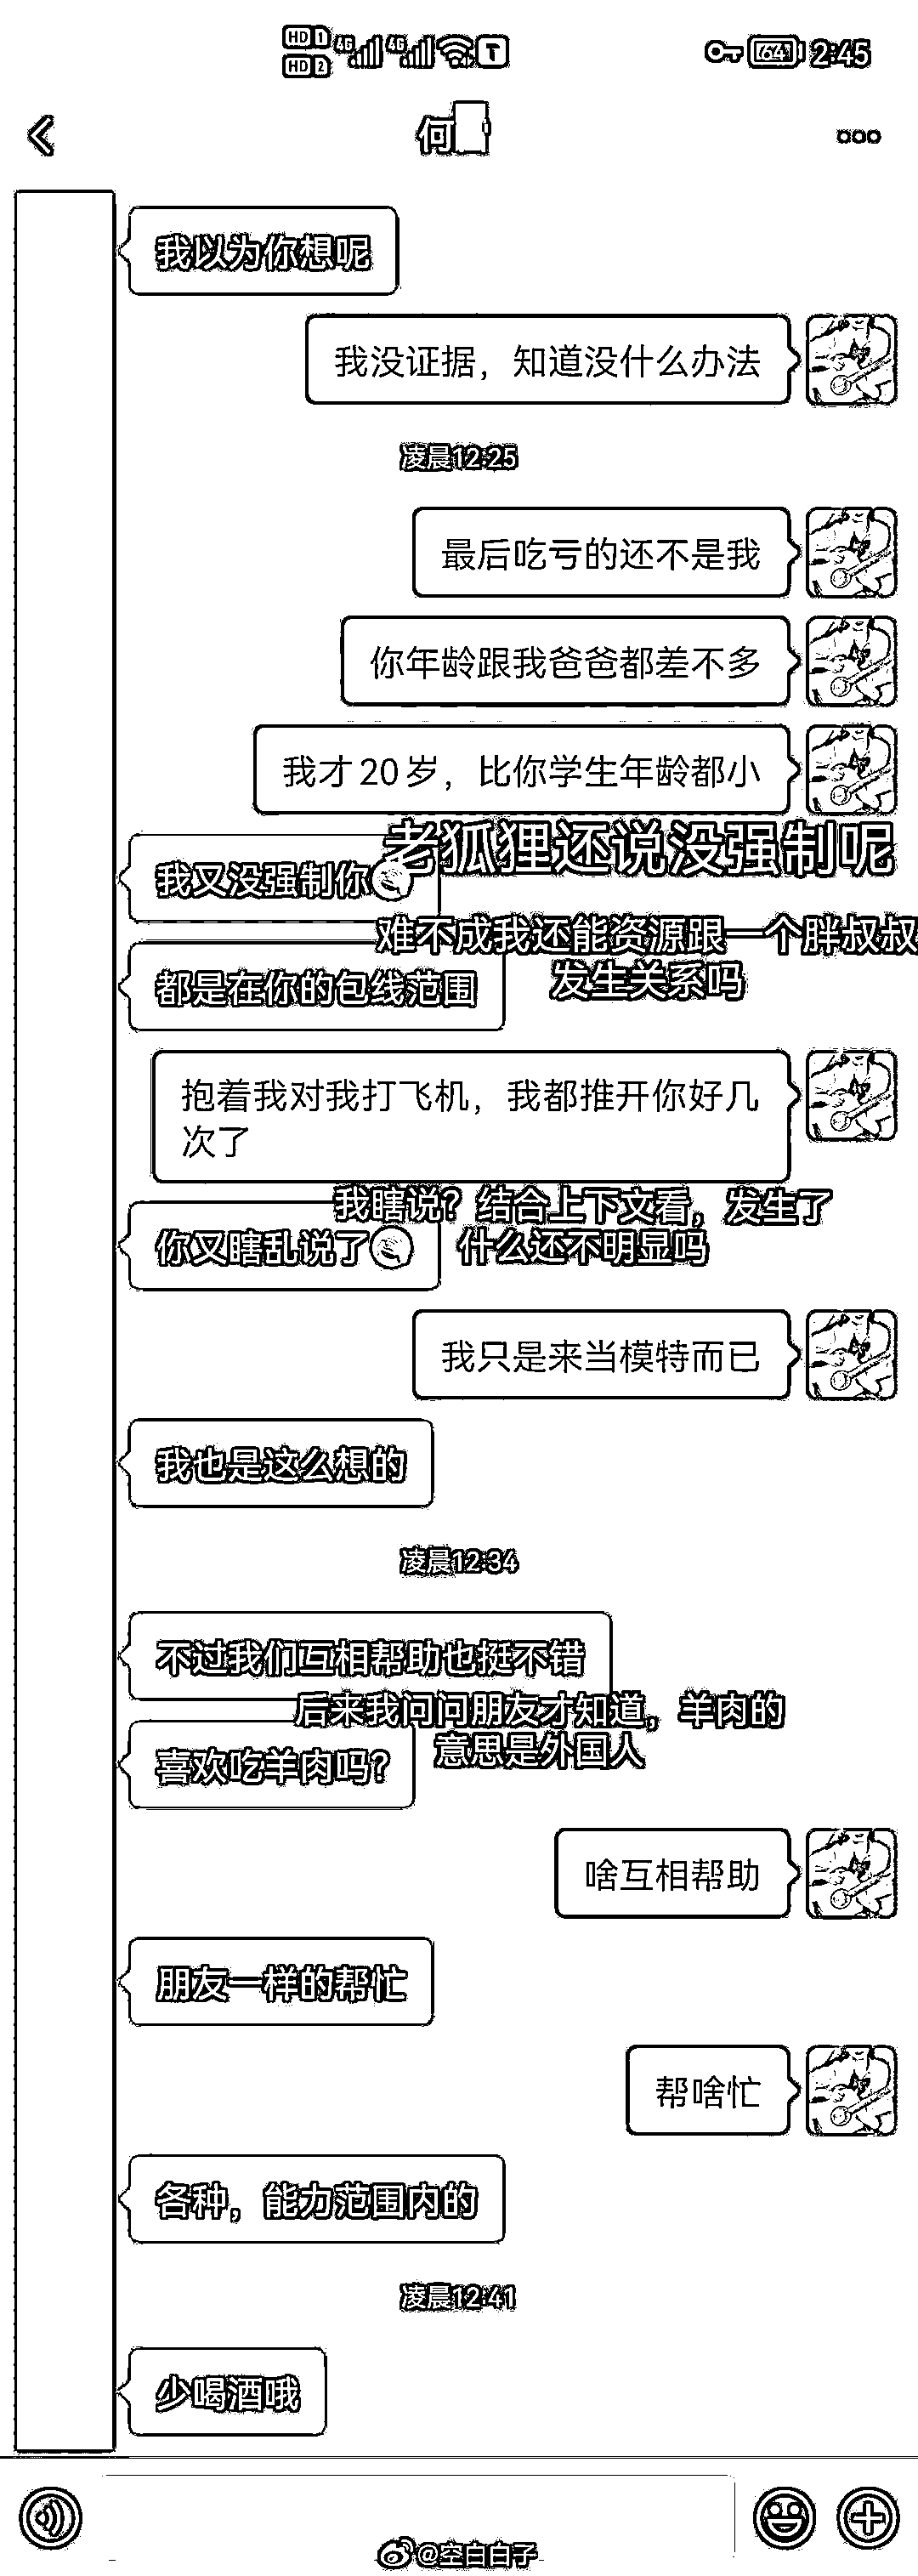 HD 1 4G 4G T 64 2:45
HD 2
何
我以为你想呢
我没证据，知道没什么办法
凌晨12:25
最后吃亏的还不是我
你年龄跟我爸爸都差不多
我才20岁，比你学生年龄都小
老狐狸还说没强制呢
我又没强制你
难不成我还能资源跟一个胖叔叔
发生关系吗
都是在你的包线范围
抱着我对我打飞机，我都推开你好几
次了
我瞎说？结合上下文看，发生了
什么还不明显吗
你又瞎乱说了
我只是来当模特而已
我也是这么想的
凌晨12:34
不过我们互相帮助也挺不错
后来我问问朋友才知道，羊肉的
意思是外国人
喜欢吃羊肉吗？
啥互相帮助
朋友一样的帮忙
帮啥忙
各种，能力范围内的
凌晨12:41
少喝酒哦
@空白白子